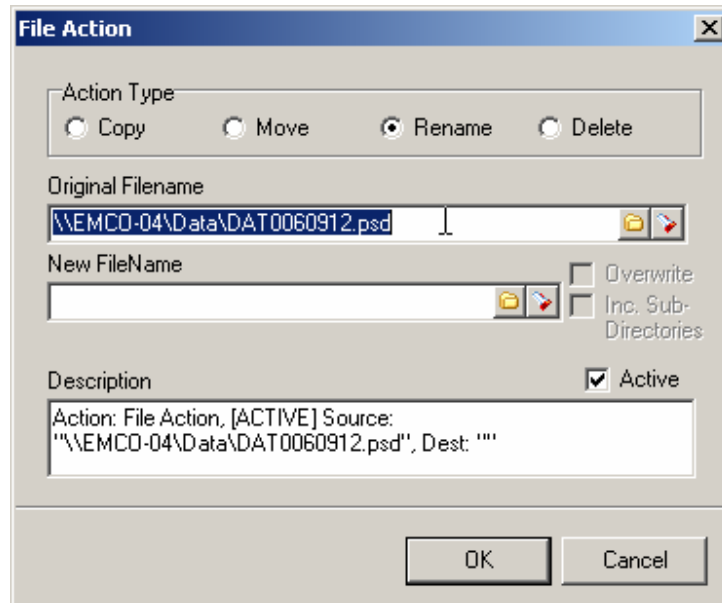 File Action
Action Type
Copy Move Rename Delete
Original Filename
\\EMCO-04\Data\DAT0060912.psd
New FileName
Overwrite
Inc. Sub-
Directories
Description
Active
Action: File Action, [ACTIVE] Source:
"\\EMCO-04\Data\DAT0060912.psd", Dest: ""
OK Cancel